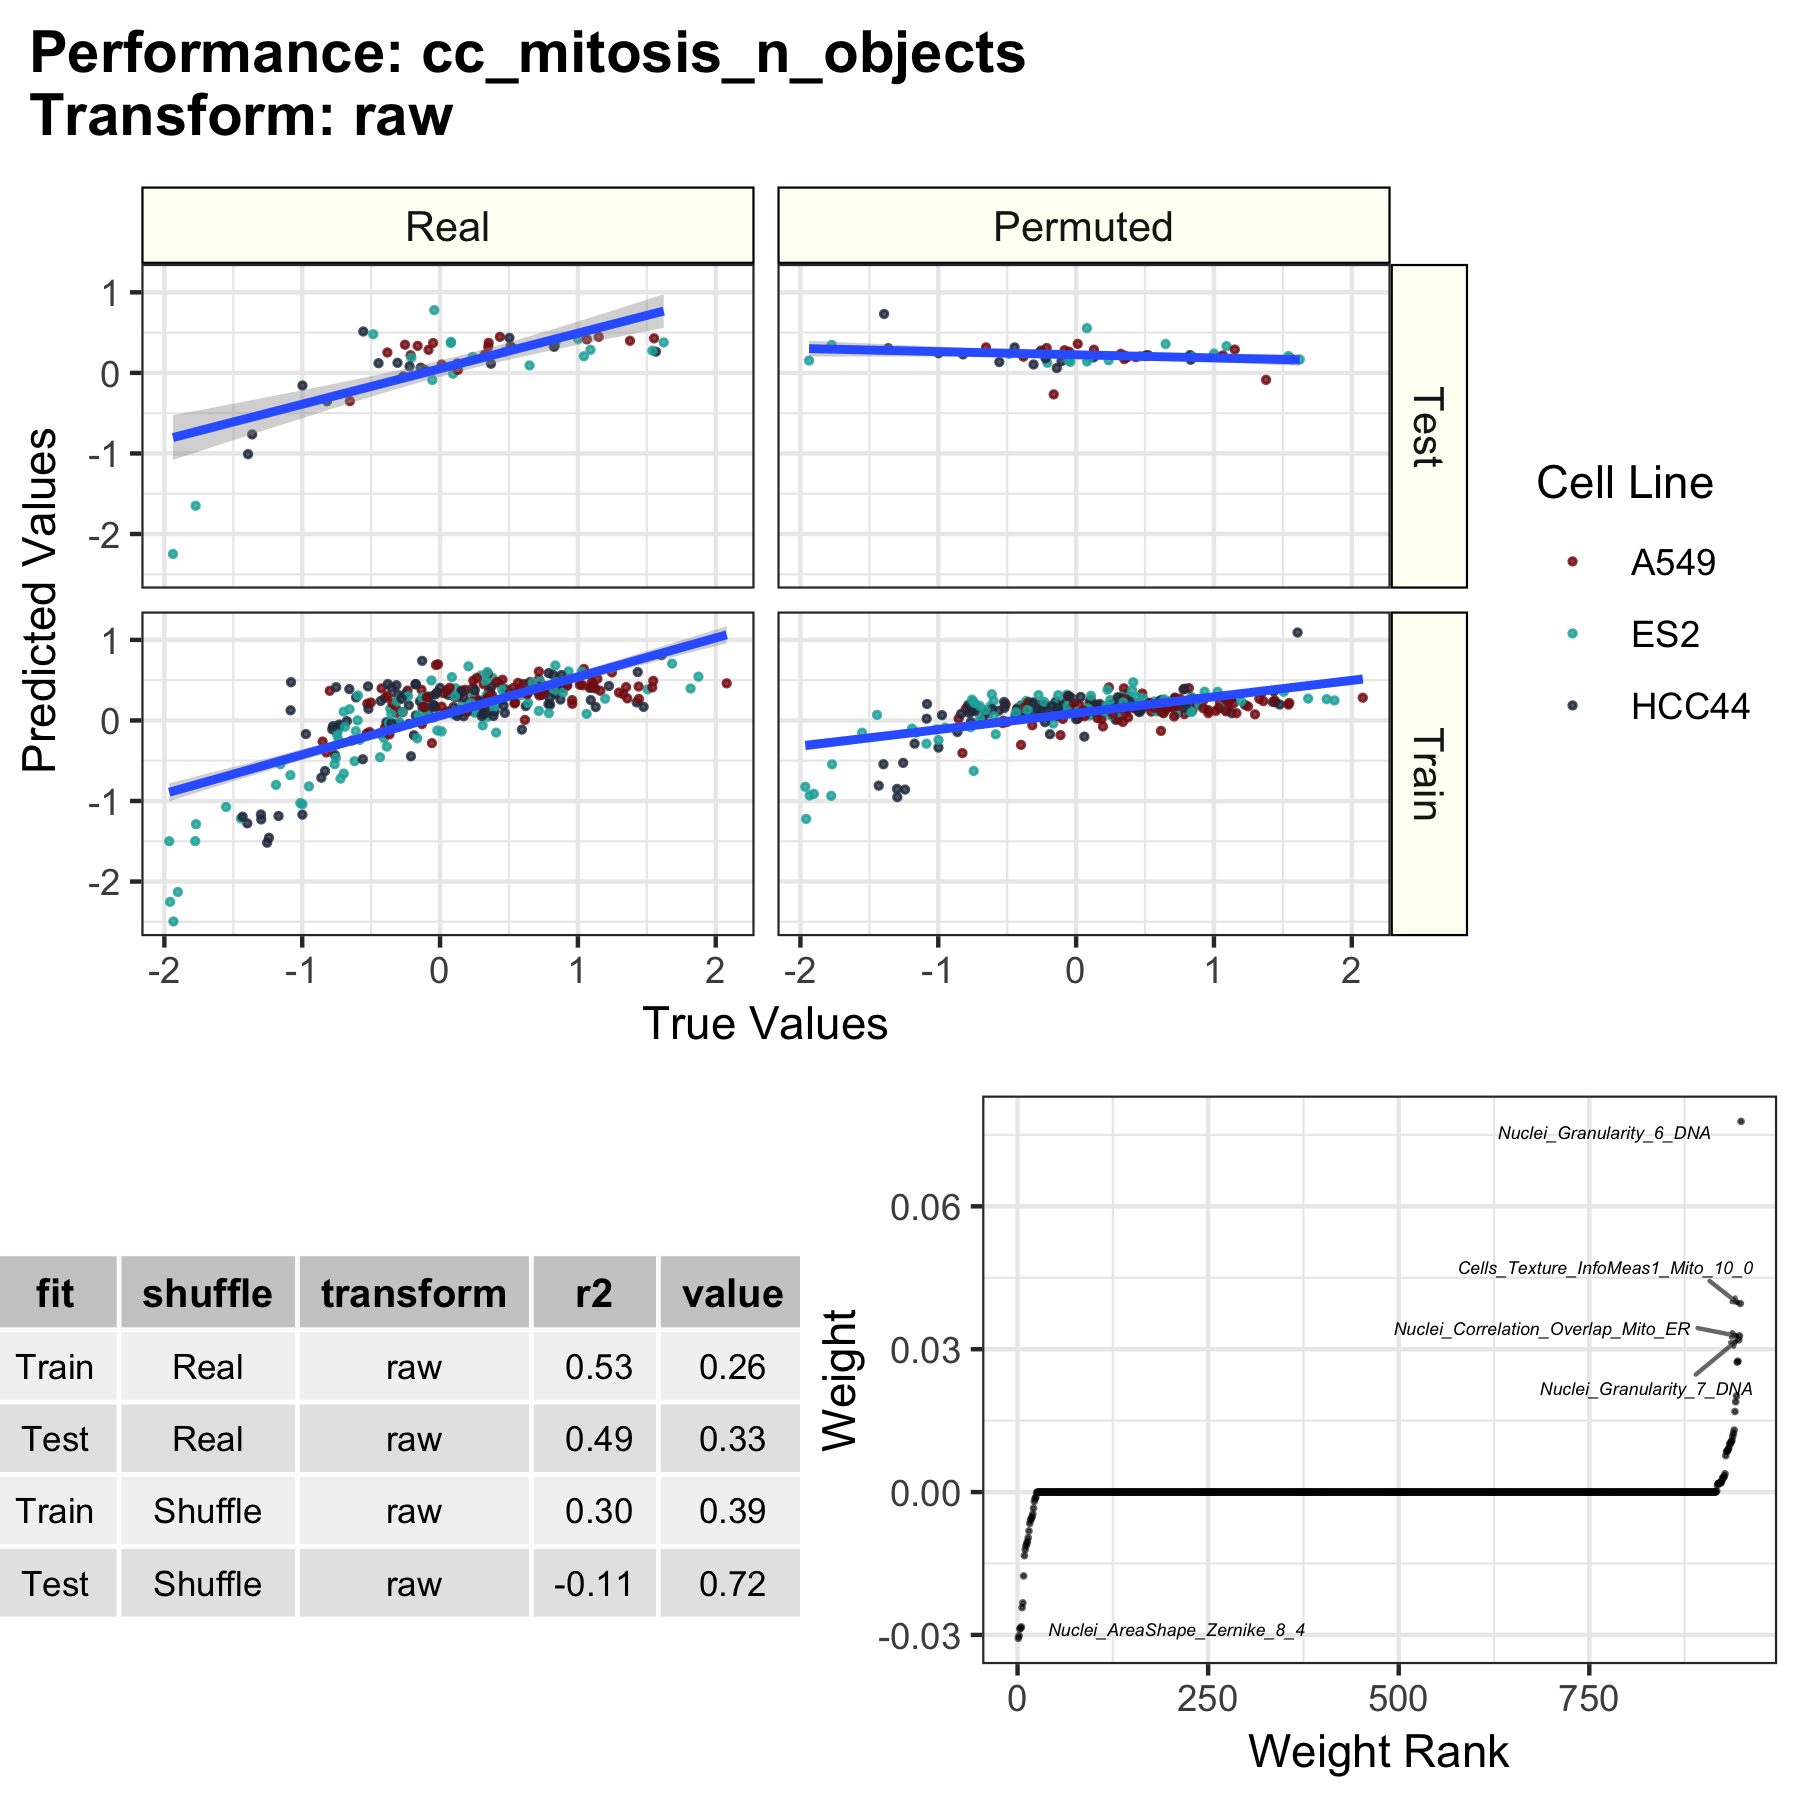 Performance: cc_mitosis_n_objects
Transform: raw
Real
Permuted
1
0
-1
-2
Test
1
0
-1
-2
Train
Predicted Values
-2
-1
0
1
2
-2
-1
0
1
2
True Values
Cell Line
A549
ES2
HCC44
fit shuffle transform r2 value
Train Real raw 0.53 0.26
Test Real raw 0.49 0.33
Train Shuffle raw 0.30 0.39
Test Shuffle raw -0.11 0.72
Weight
0.06
0.03
0.00
-0.03
Nuclei_Granularity_6_DNA
Cells_Texture_InfoMeas1_Mito_10_0
Nuclei_Correlation_Overlap_Mito_ER
Nuclei_Granularity_7_DNA
Nuclei_AreaShape_Zernike_8_4
0
250
500
750
Weight Rank